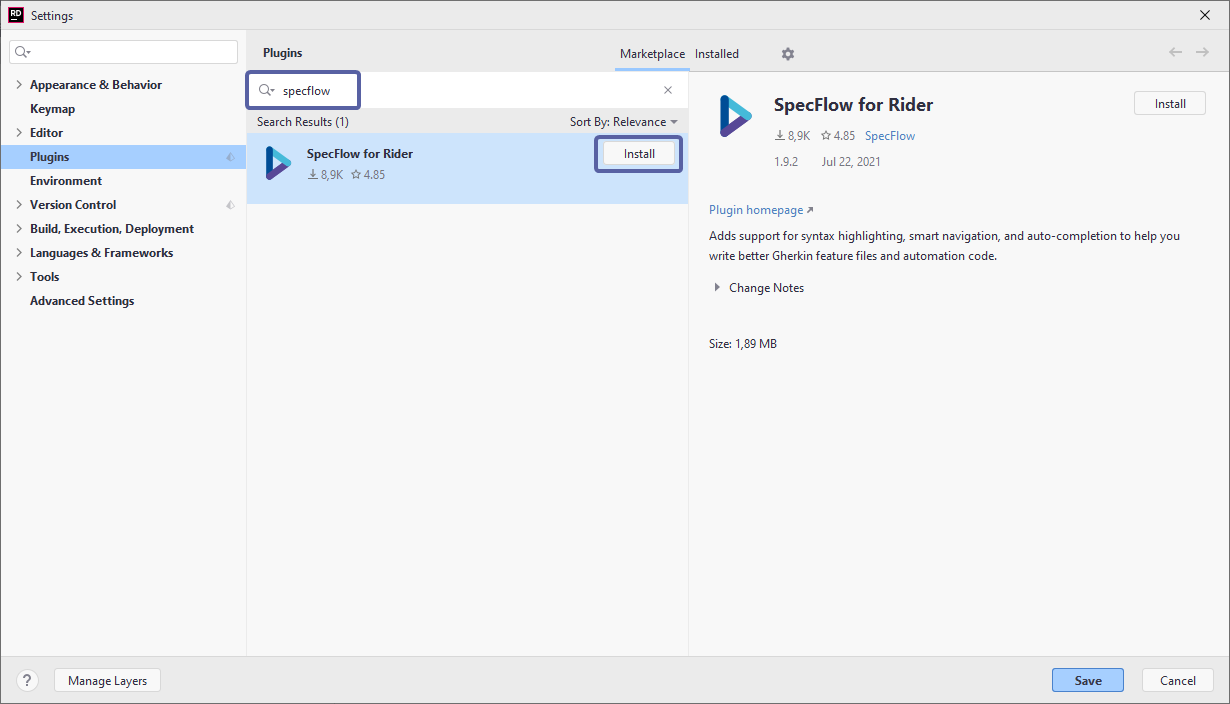 RD
Settings
Appearance & Behavior
Keymap
Editor
Plugins
Environment
Version Control
Build, Execution, Deployment
Languages & Frameworks
Tools
Advanced Settings
Plugins
Marketplace Installed
specflow
Search Results (1) Sort By: Relevance
SpecFlow for Rider
8,9K 4.85
Install
SpecFlow for Rider
Install
8,9K 4.85 SpecFlow
1.9.2 Jul 22, 2021
Plugin homepage
Adds support for syntax highlighting, smart navigation, and auto-completion to help you
write better Gherkin feature files and automation code.
Change Notes
Size: 1,89 MB
? Manage Layers Save Cancel